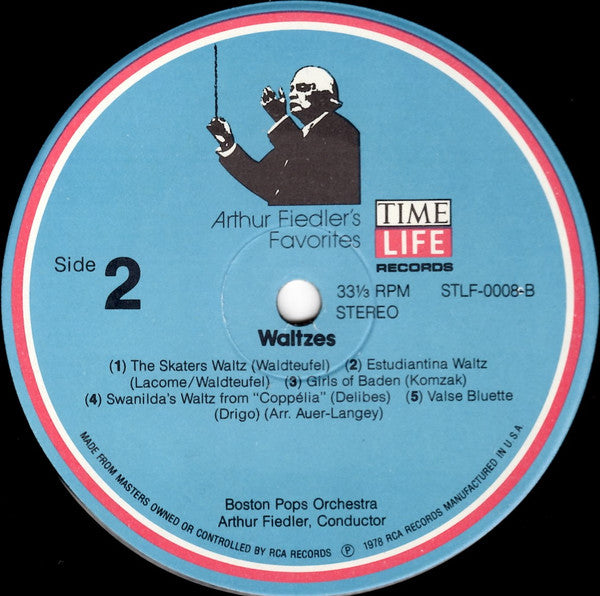 Arthur Fiedler's
Favorites
TIME
LIFE
RECORDS
Side 2
33⅓ RPM STLF-0008-B
STEREO
Waltzes
(1) The Skaters Waltz (Waldteufel) (2) Estudiantina Waltz
(Lacome/Waldteufel) (3) Girls of Baden (Komzak)
(4) Swanilda's Waltz from "Coppélia" (Delibes) (5) Valse Bluette
(Drigo) (Arr. Auer-Langey)
Boston Pops Orchestra
Arthur Fiedler, Conductor
MADE FROM MASTERS OWNED OR CONTROLLED BY RCA RECORDS ℗ 1978 RCA RECORDS MANUFACTURED IN U.S.A.